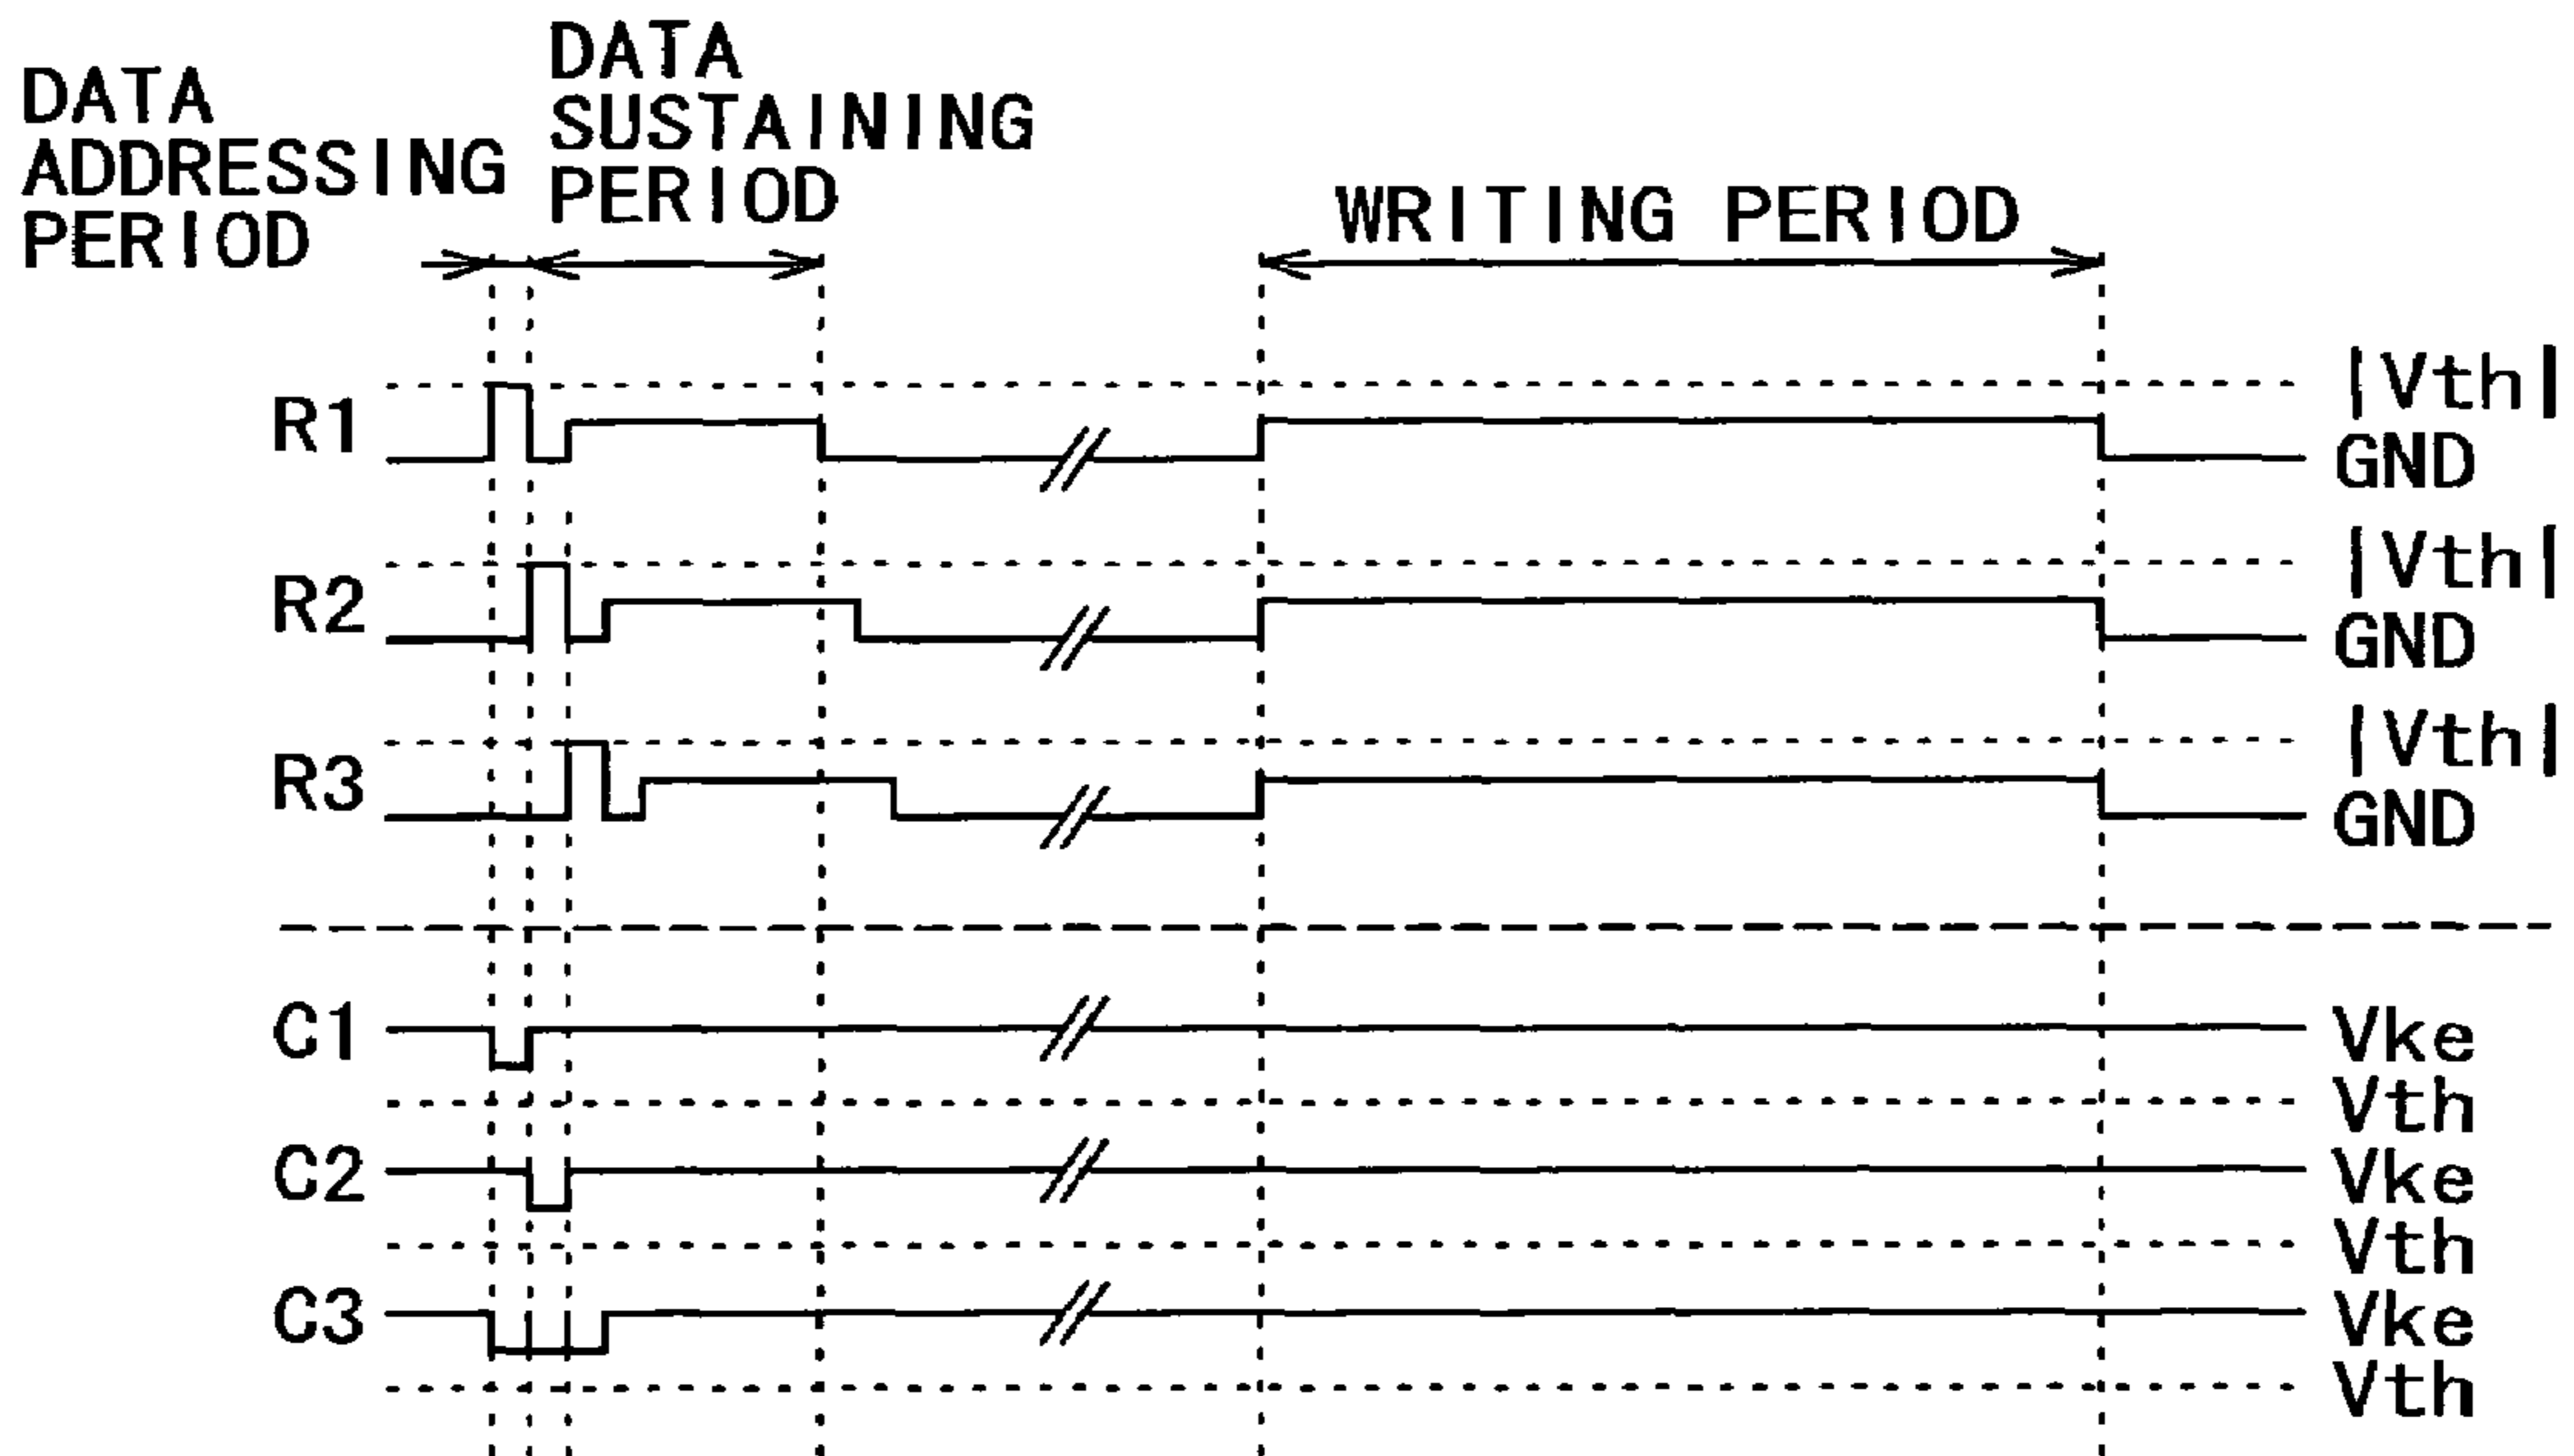 DATA
ADDRESSING
PERIOD
DATA
SUSTAINING
PERIOD
WRITING PERIOD
R1
|Vth|
GND
R2
|Vth|
GND
R3
|Vth|
GND
C1
Vke
Vth
C2
Vke
Vth
C3
Vke
Vth